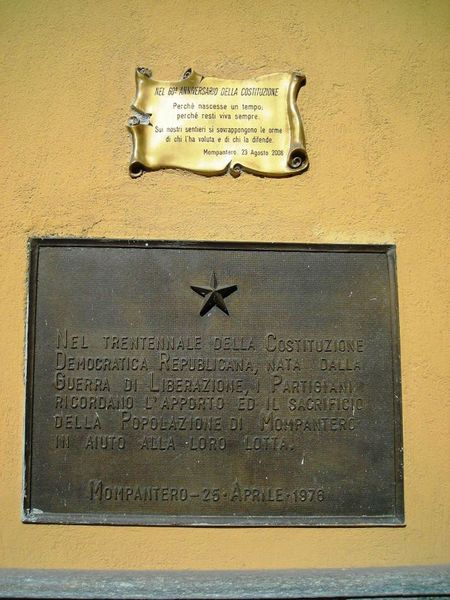 NEL 60° ANNIVERSARIO DELLA COSTITUZIONE
Perchè nascesse un tempo;
perchè resti viva sempre.
Sui nostri sentieri si sovrappongono le orme
di chi l'ha voluta e di chi la difende.
Mompantero, 23 Agosto 2008
NEL TRENTENNALE DELLA COSTITUZIONE
DEMOCRATICA REPUBLICANA, NATA DALLA
GUERRA DI LIBERAZIONE, I PARTIGIANI
RICORDANO L'APPORTO ED IL SACRIFICIO
DELLA POPOLAZIONE DI MOMPANTERO
IN AIUTO ALLA LORO LOTTA.
MOMPANTERO-25·APRILE·1978